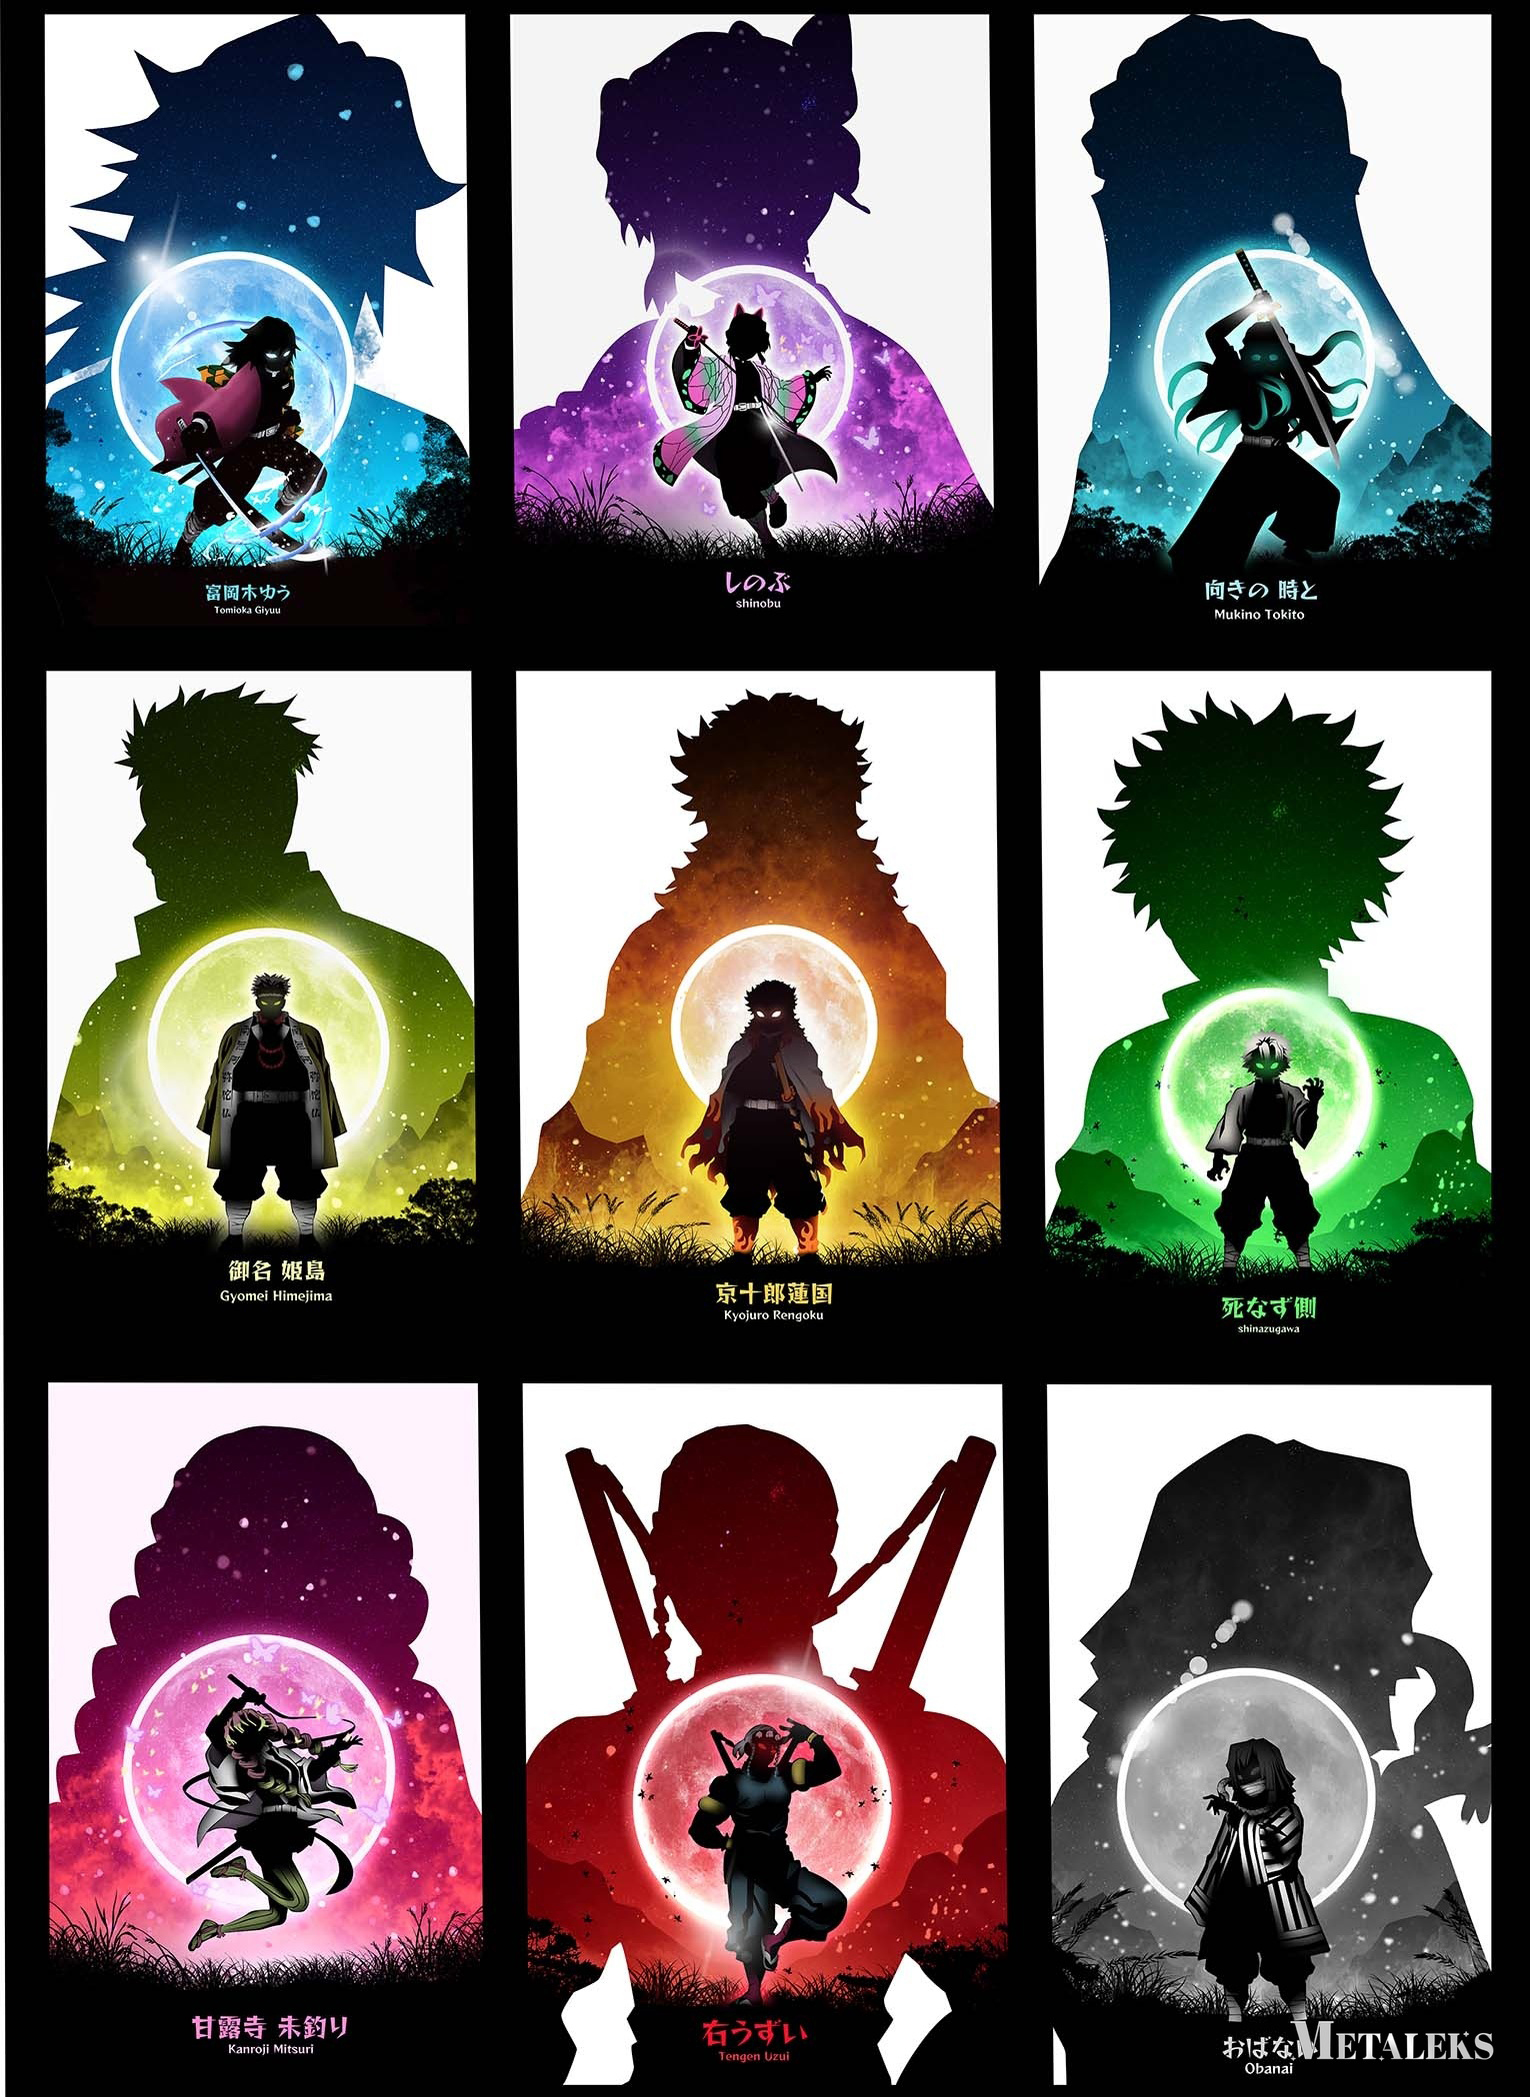 富岡木ゆう
Tomioka Giyuu
しのぶ
shinobu
向きの 時と
Mukino Tokito
御名 姫島
Gyomei Himejima
京十郎蓮国
Kyojuro Rengoku
死なず側
shinazugawa
甘露寺 未釣り
Kanroji Mitsuri
右うずい
Tengen Uzui
おばない
Obanai
METALEKS